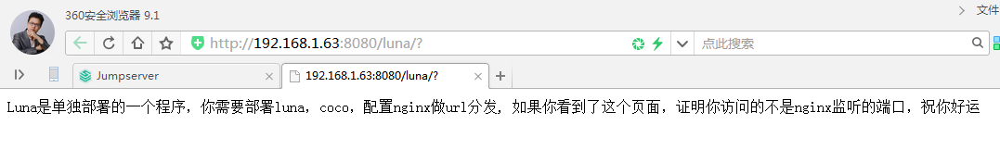 360安全浏览器 9.1
文件
http://192.168.1.63:8080/luna/?
点此搜索
Jumpserver
192.168.1.63:8080/luna/?
Luna是单独部署的一个程序，你需要部署luna，coco，配置nginx做url分发, 如果你看到了这个页面，证明你访问的不是nginx监听的端口，祝你好运